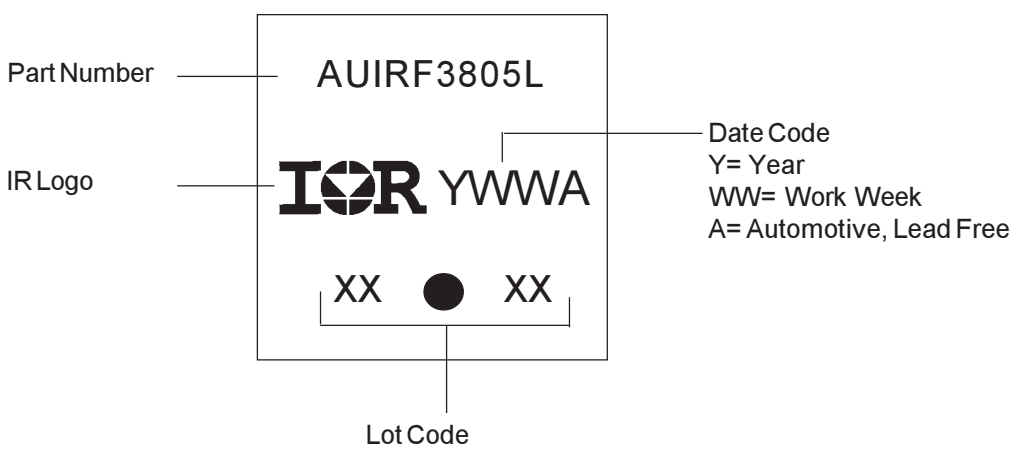 Part Number
AUIRF3805L
IR Logo
IOR YWWA
Date Code
Y= Year
WW= Work Week
A= Automotive, Lead Free
XX XX
Lot Code